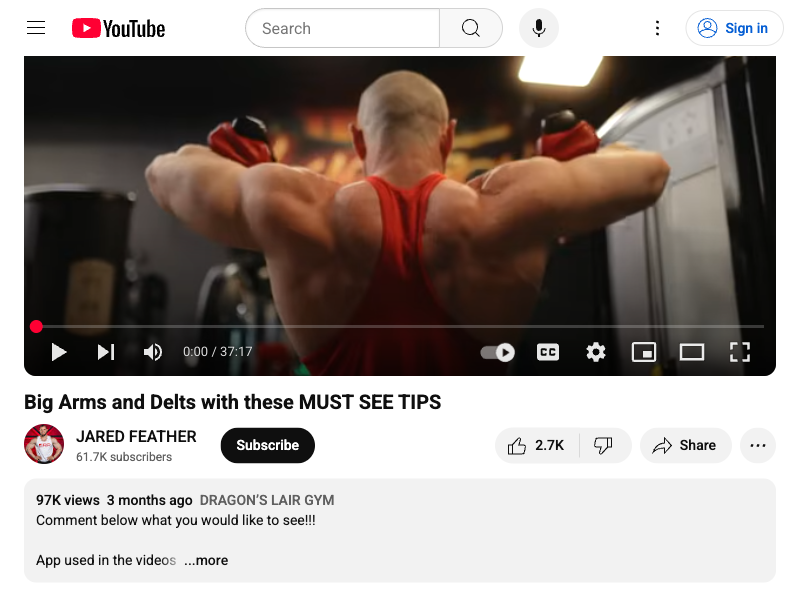 YouTube
Search
Sign in
0:00 / 37:17
CC
Big Arms and Delts with these MUST SEE TIPS
JARED FEATHER
61.7K subscribers
Subscribe
2.7K
Share
97K views 3 months ago DRAGON'S LAIR GYM
Comment below what you would like to see!!!
App used in the videos ...more